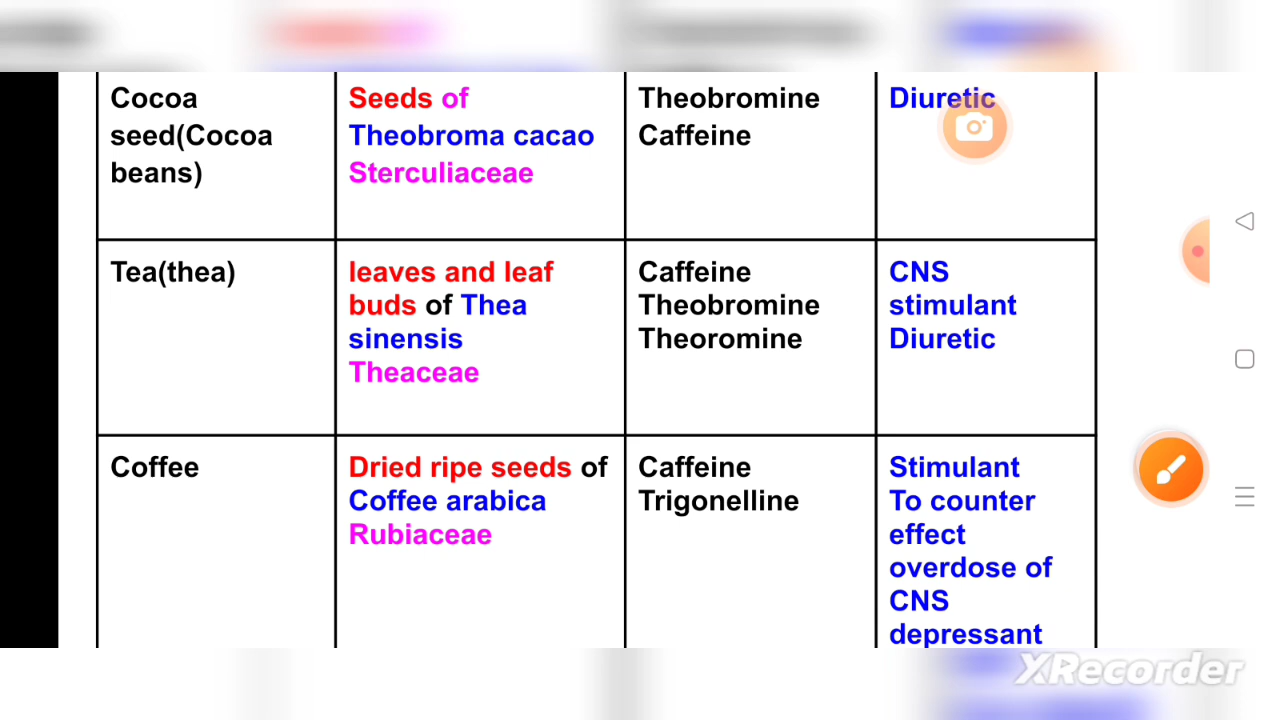 Cocoa
seed(Cocoa
beans)
Seeds of
Theobroma cacao
Sterculiaceae
Theobromine
Caffeine
Diuretic
Tea(thea)
leaves and leaf
buds of Thea
sinensis
Theaceae
Caffeine
Theobromine
Theoromine
CNS
stimulant
Diuretic
Coffee
Dried ripe seeds of
Coffee arabica
Rubiaceae
Caffeine
Trigonelline
Stimulant
To counter
effect
overdose of
CNS
depressant
XRecorder